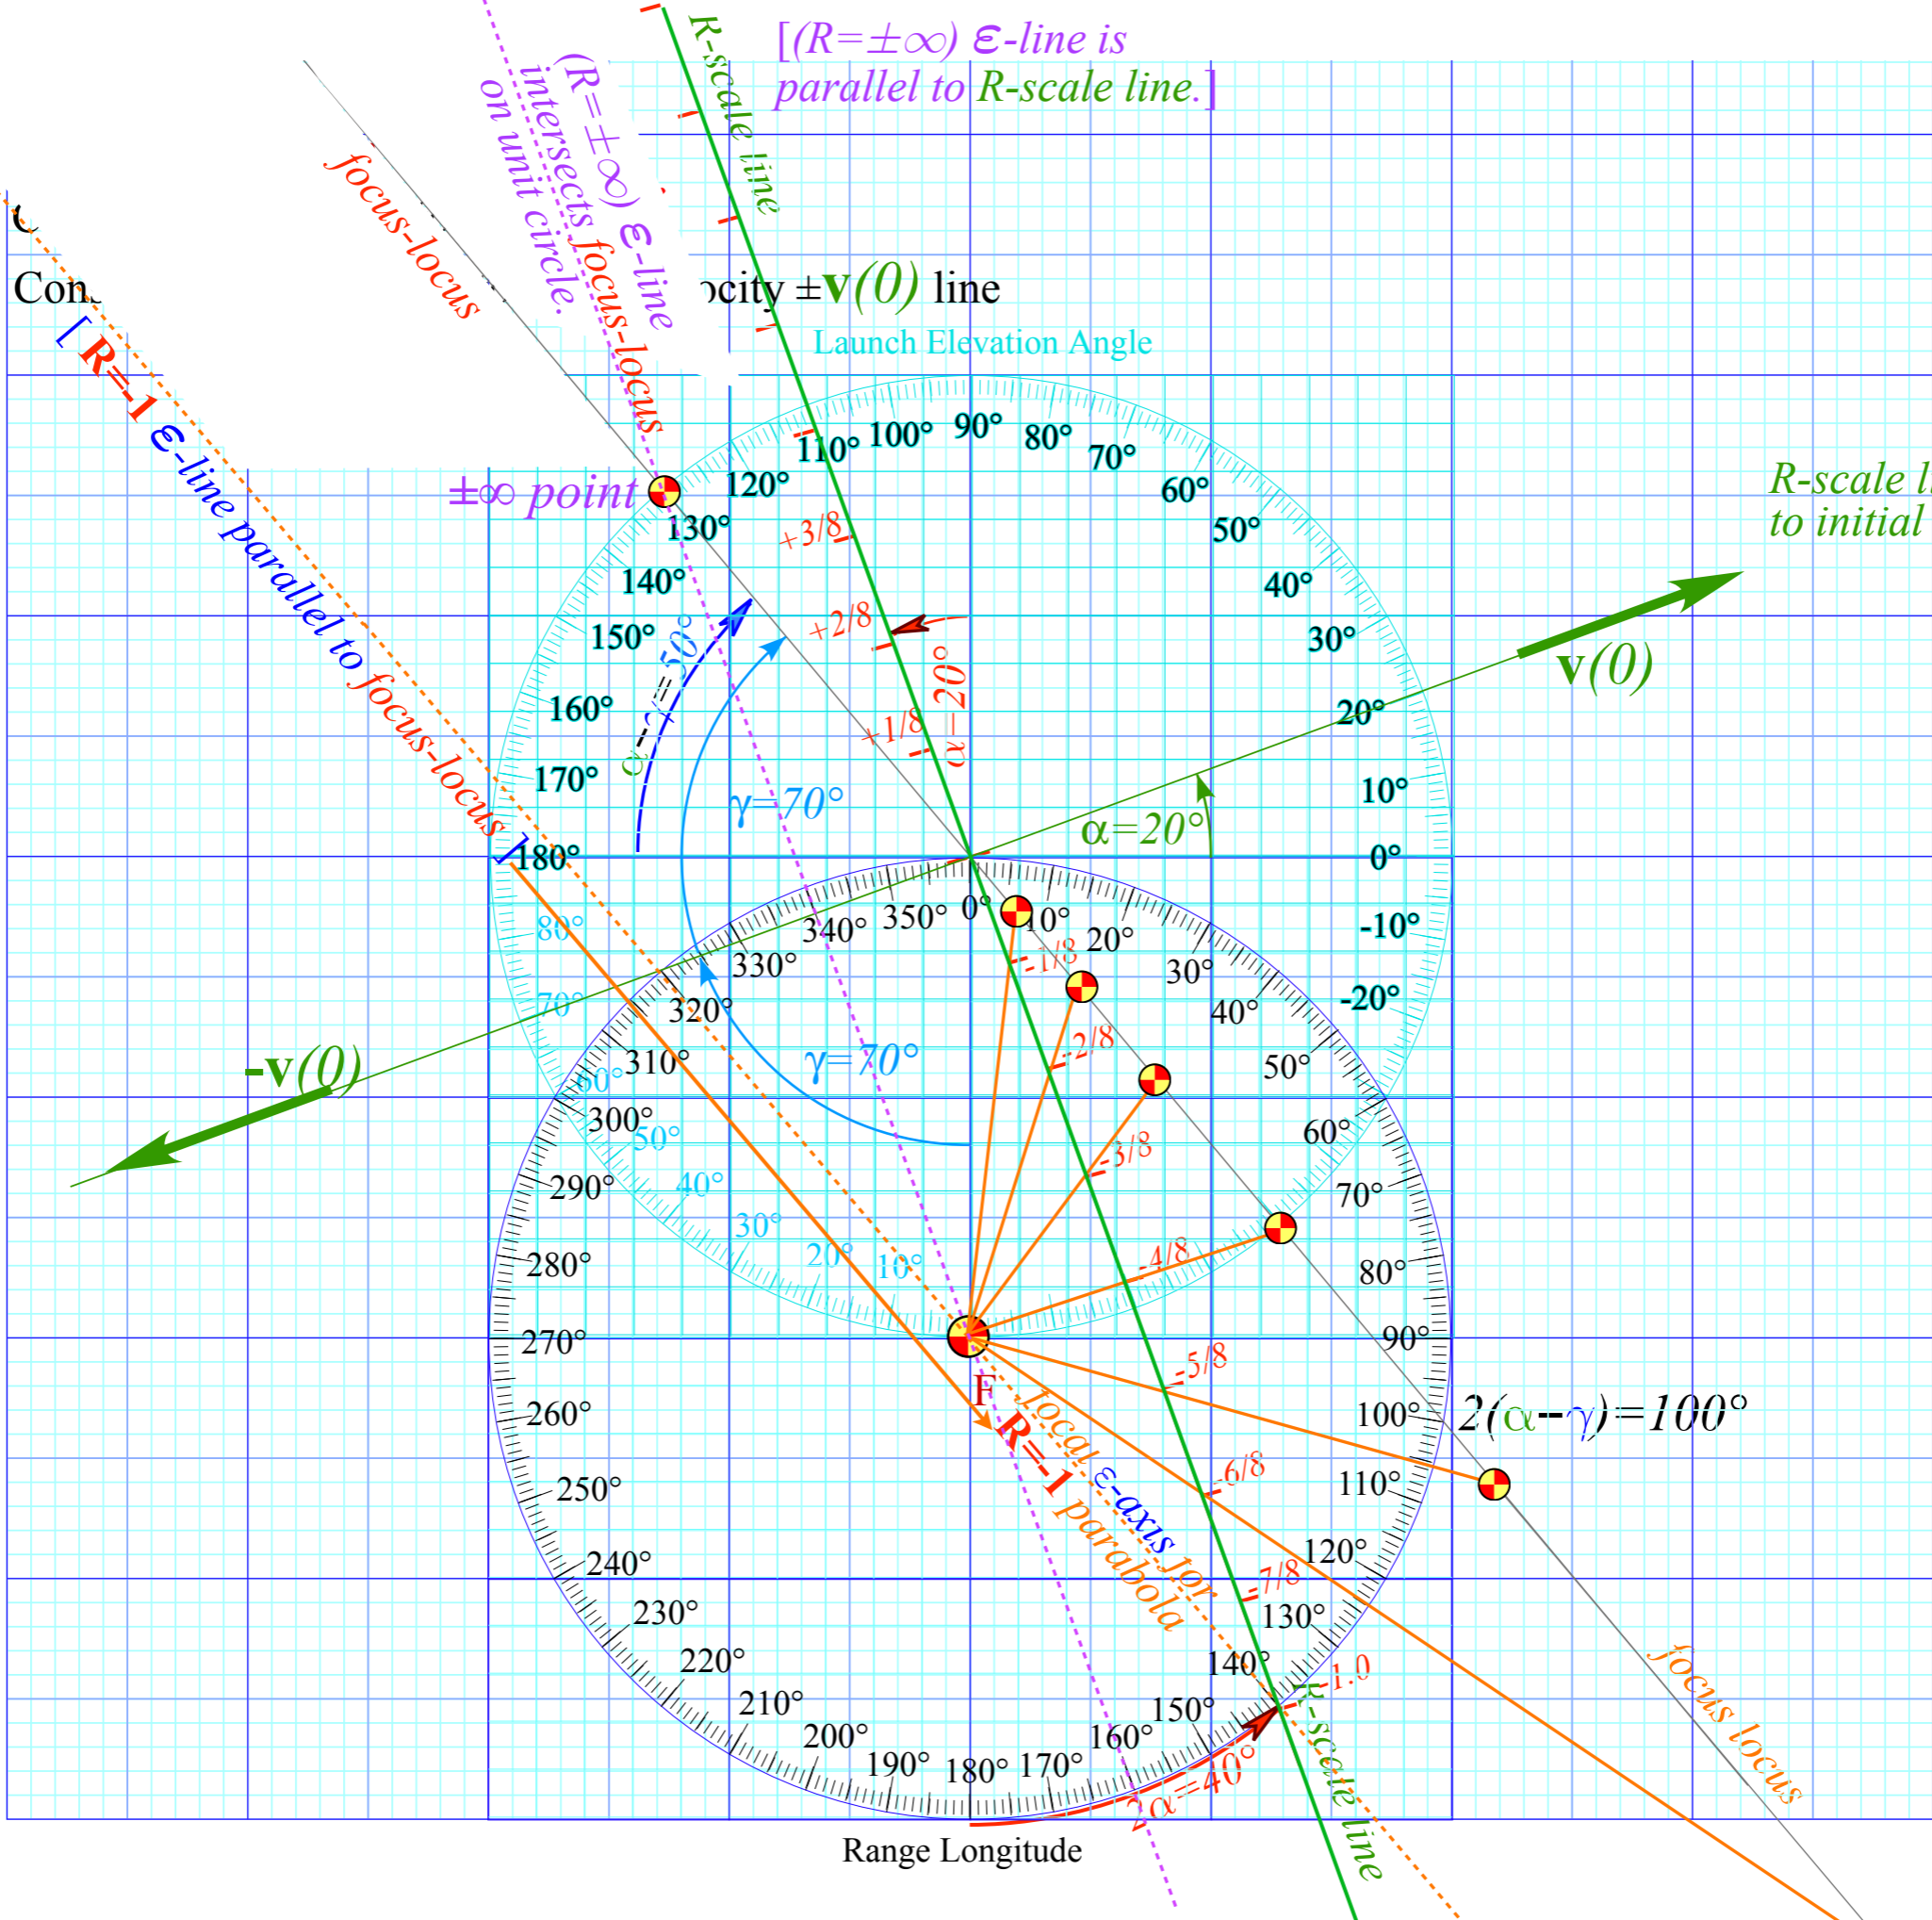 [(R=±∞) ε-line is
parallel to R-scale line.]
R-scale line
(R=±∞) ε-line
intersects focus-locus
on unit circle.
focus-locus
ocity ±v(0) line
Launch Elevation Angle
[ R=-1 ε-line parallel to focus-locus ]
±∞ point
R-scale
to initial
v(0)
-v(0)
110°
100°
90°
80°
70°
60°
50°
40°
30°
20°
10°
0°
-10°
-20°
120°
130°
140°
150°
160°
170°
180°
80°
70°
60°
50°
40°
30°
20°
10°
+3/8
+2/8
+1/8
α=20°
α-γ=-50°
γ=70°
α=20°
γ=70°
0°
10°
20°
30°
40°
50°
60°
70°
80°
90°
100°
110°
120°
130°
140°
150°
160°
170°
180°
190°
200°
210°
220°
230°
240°
250°
260°
270°
280°
290°
300°
310°
320°
330°
340°
350°
-1/8
-2/8
-3/8
-4/8
-5/8
-6/8
-7/8
-1.0
F
2(α-γ)=100°
focal ε-axis for
R=-1 parabola
focus locus
2α=40°
R-scale line
Range Longitude